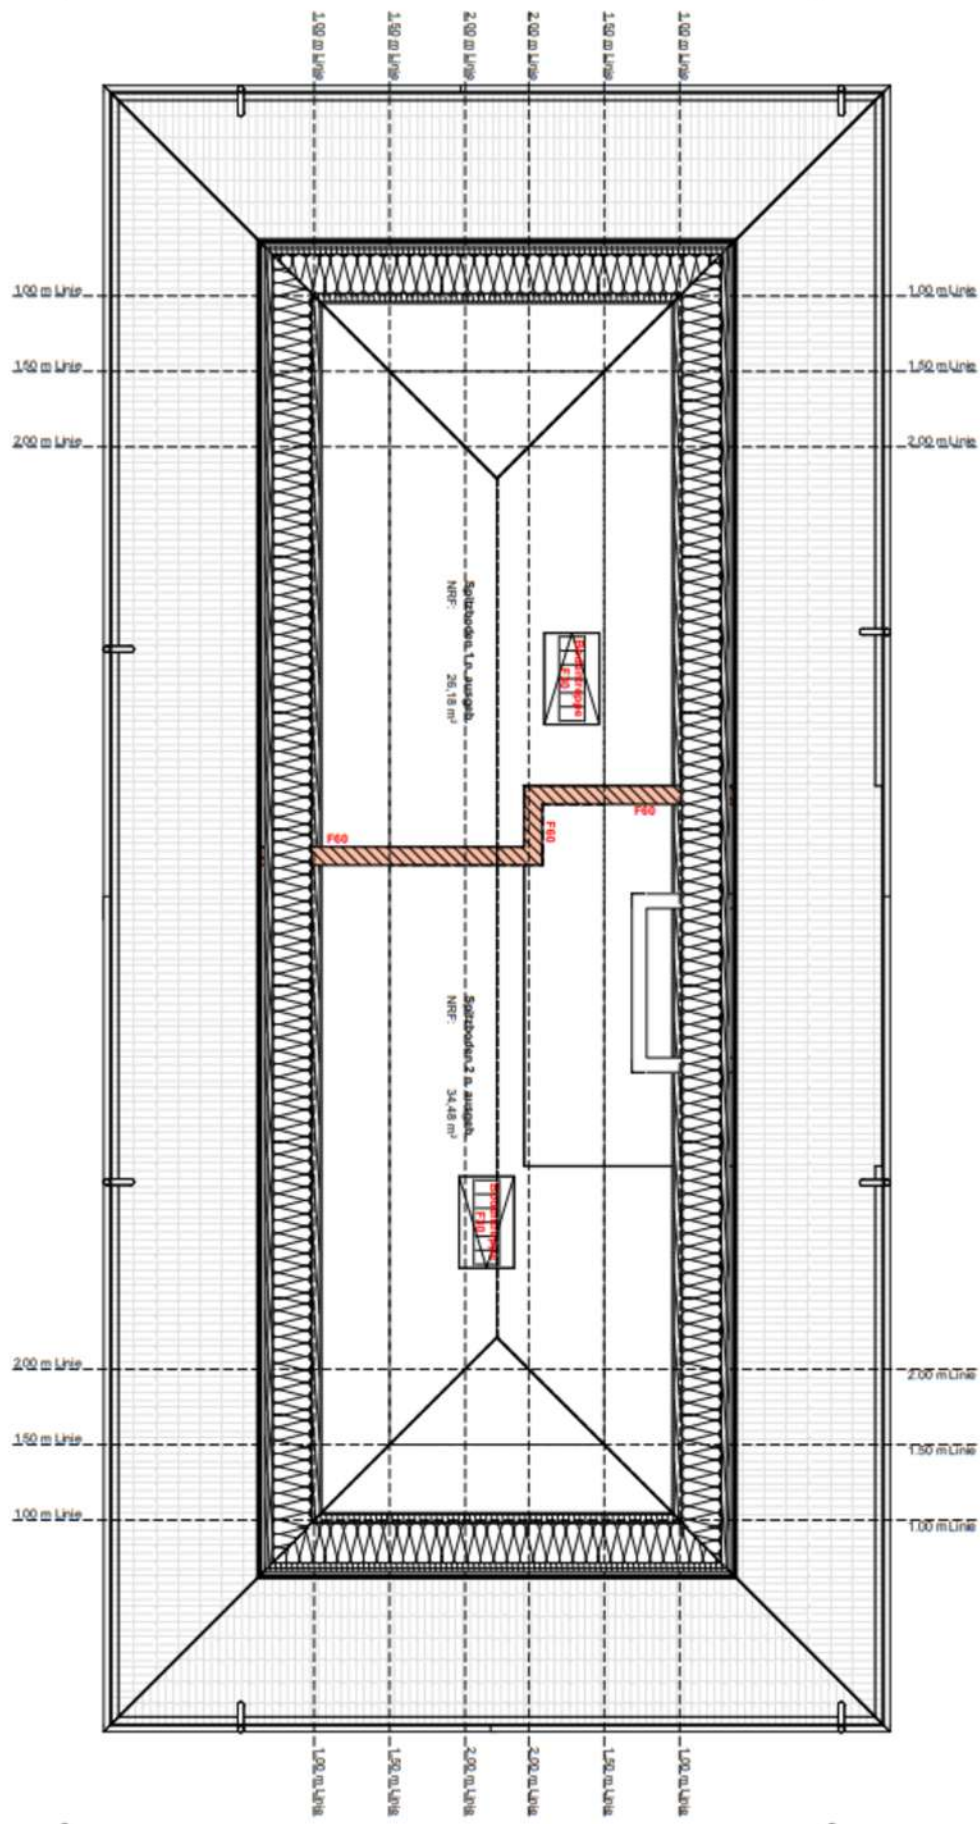 1.00 m Linie
1.50 m Linie
2.00 m Linie
2.00 m Linie
1.50 m Linie
1.00 m Linie
1.00 m Linie
1.00 m Linie
1.50 m Linie
1.50 m Linie
2.00 m Linie
2.00 m Linie
Spitzboden 1 n. ausgeb.
NRF: 26,18 m²
Bodentreppe
F30
F60
F60
F60
Spitzboden 2 n. ausgeb.
NRF: 34,48 m²
Bodentreppe
F30
2.00 m Linie
2.00 m Linie
1.50 m Linie
1.50 m Linie
1.00 m Linie
1.00 m Linie
1.00 m Linie
1.50 m Linie
2.00 m Linie
2.00 m Linie
1.50 m Linie
1.00 m Linie